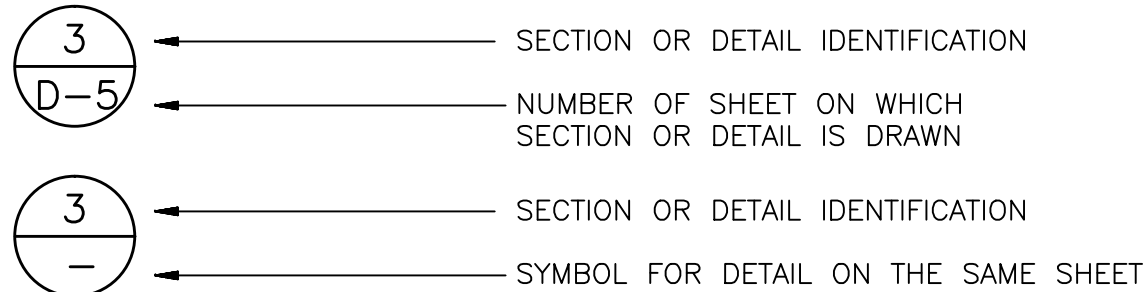 3
SECTION OR DETAIL IDENTIFICATION
D-5
NUMBER OF SHEET ON WHICH
SECTION OR DETAIL IS DRAWN
3
SECTION OR DETAIL IDENTIFICATION
-
SYMBOL FOR DETAIL ON THE SAME SHEET